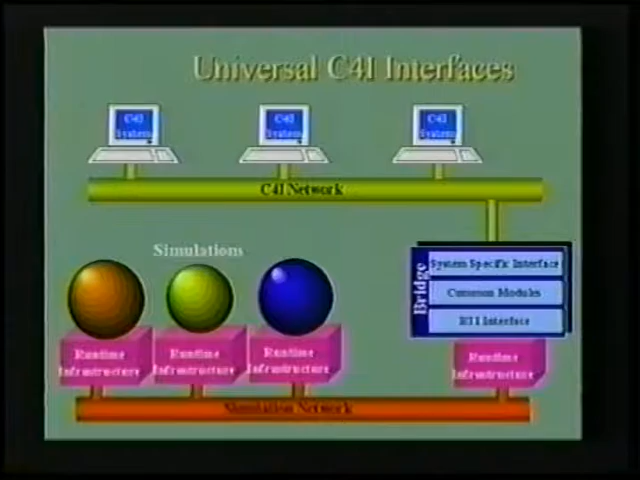 Universal C4I Interfaces
C4I
System
C4I
System
C4I
System
C4I Network
Simulations
Bridge
System Specific Interface
Common Modules
RTI Interface
Runtime
Infrastructure
Runtime
Infrastructure
Runtime
Infrastructure
Runtime
Infrastructure
Simulation Network